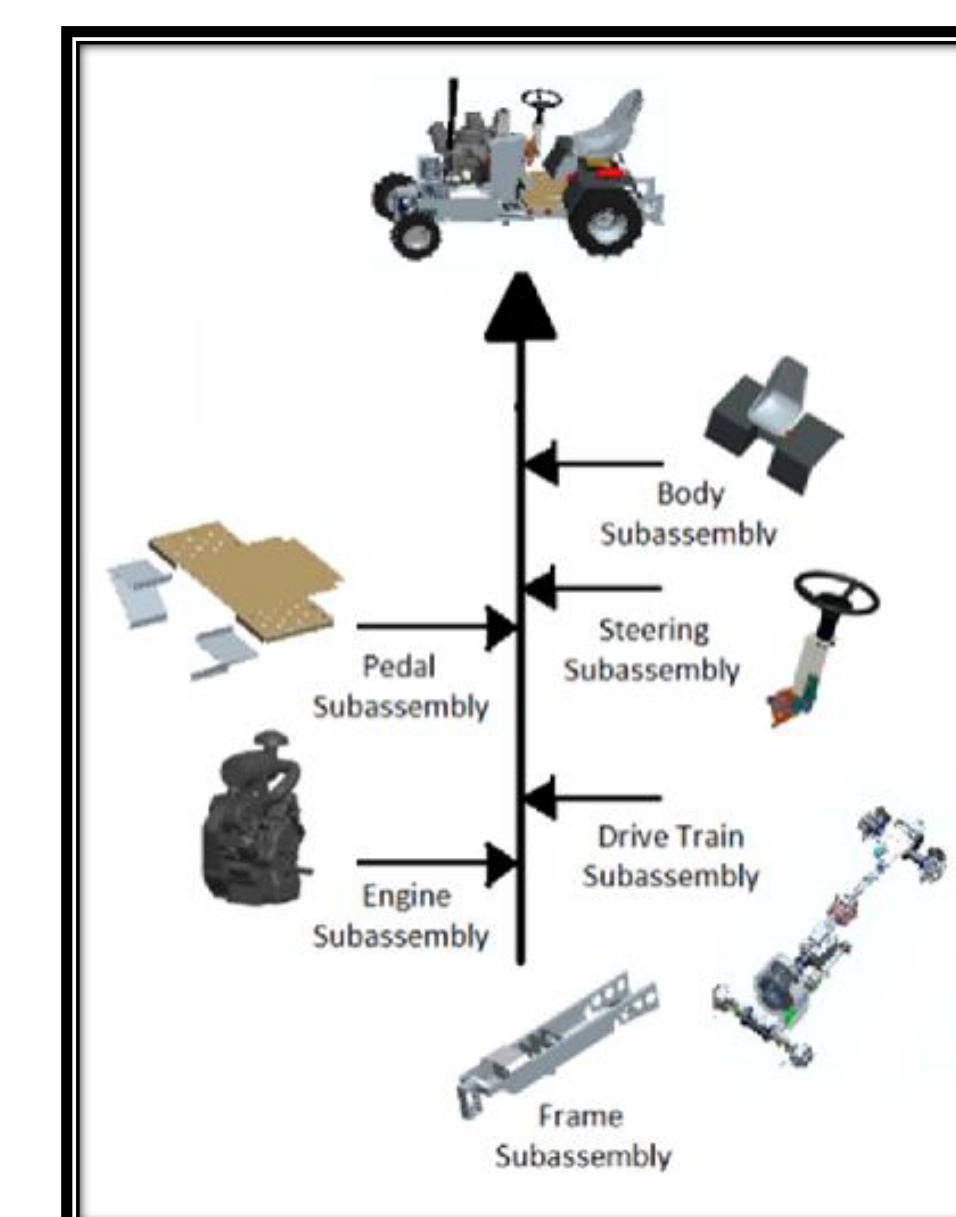 Body
Subassembly
Steering
Subassembly
Pedal
Subassembly
Drive Train
Subassembly
Engine
Subassembly
Frame
Subassembly